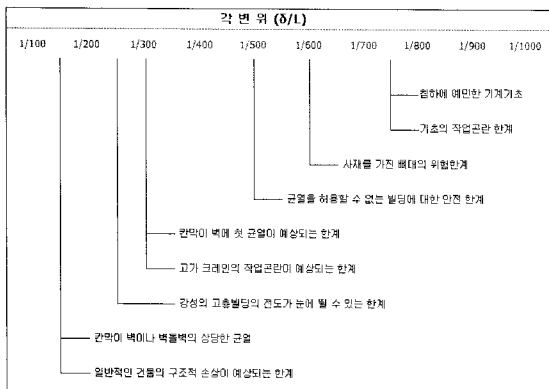 각 변 위 (δ/L)
1/100 1/200 1/300 1/400 1/500 1/600 1/700 1/800 1/900 1/1000
침하에 예민한 기계기초
기초의 작업곤란 한계
사재를 가진 뼈대의 위험한계
균열을 허용할 수 없는 빌딩에 대한 안전 한계
칸막이 벽에 첫 균열이 예상되는 한계
고가 크레인의 작업곤란이 예상되는 한계
강성의 고층빌딩의 전도가 눈에 띌 수 있는 한계
칸막이 벽이나 벽돌벽의 상당한 균열
일반적인 건물의 구조적 손상이 예상되는 한계